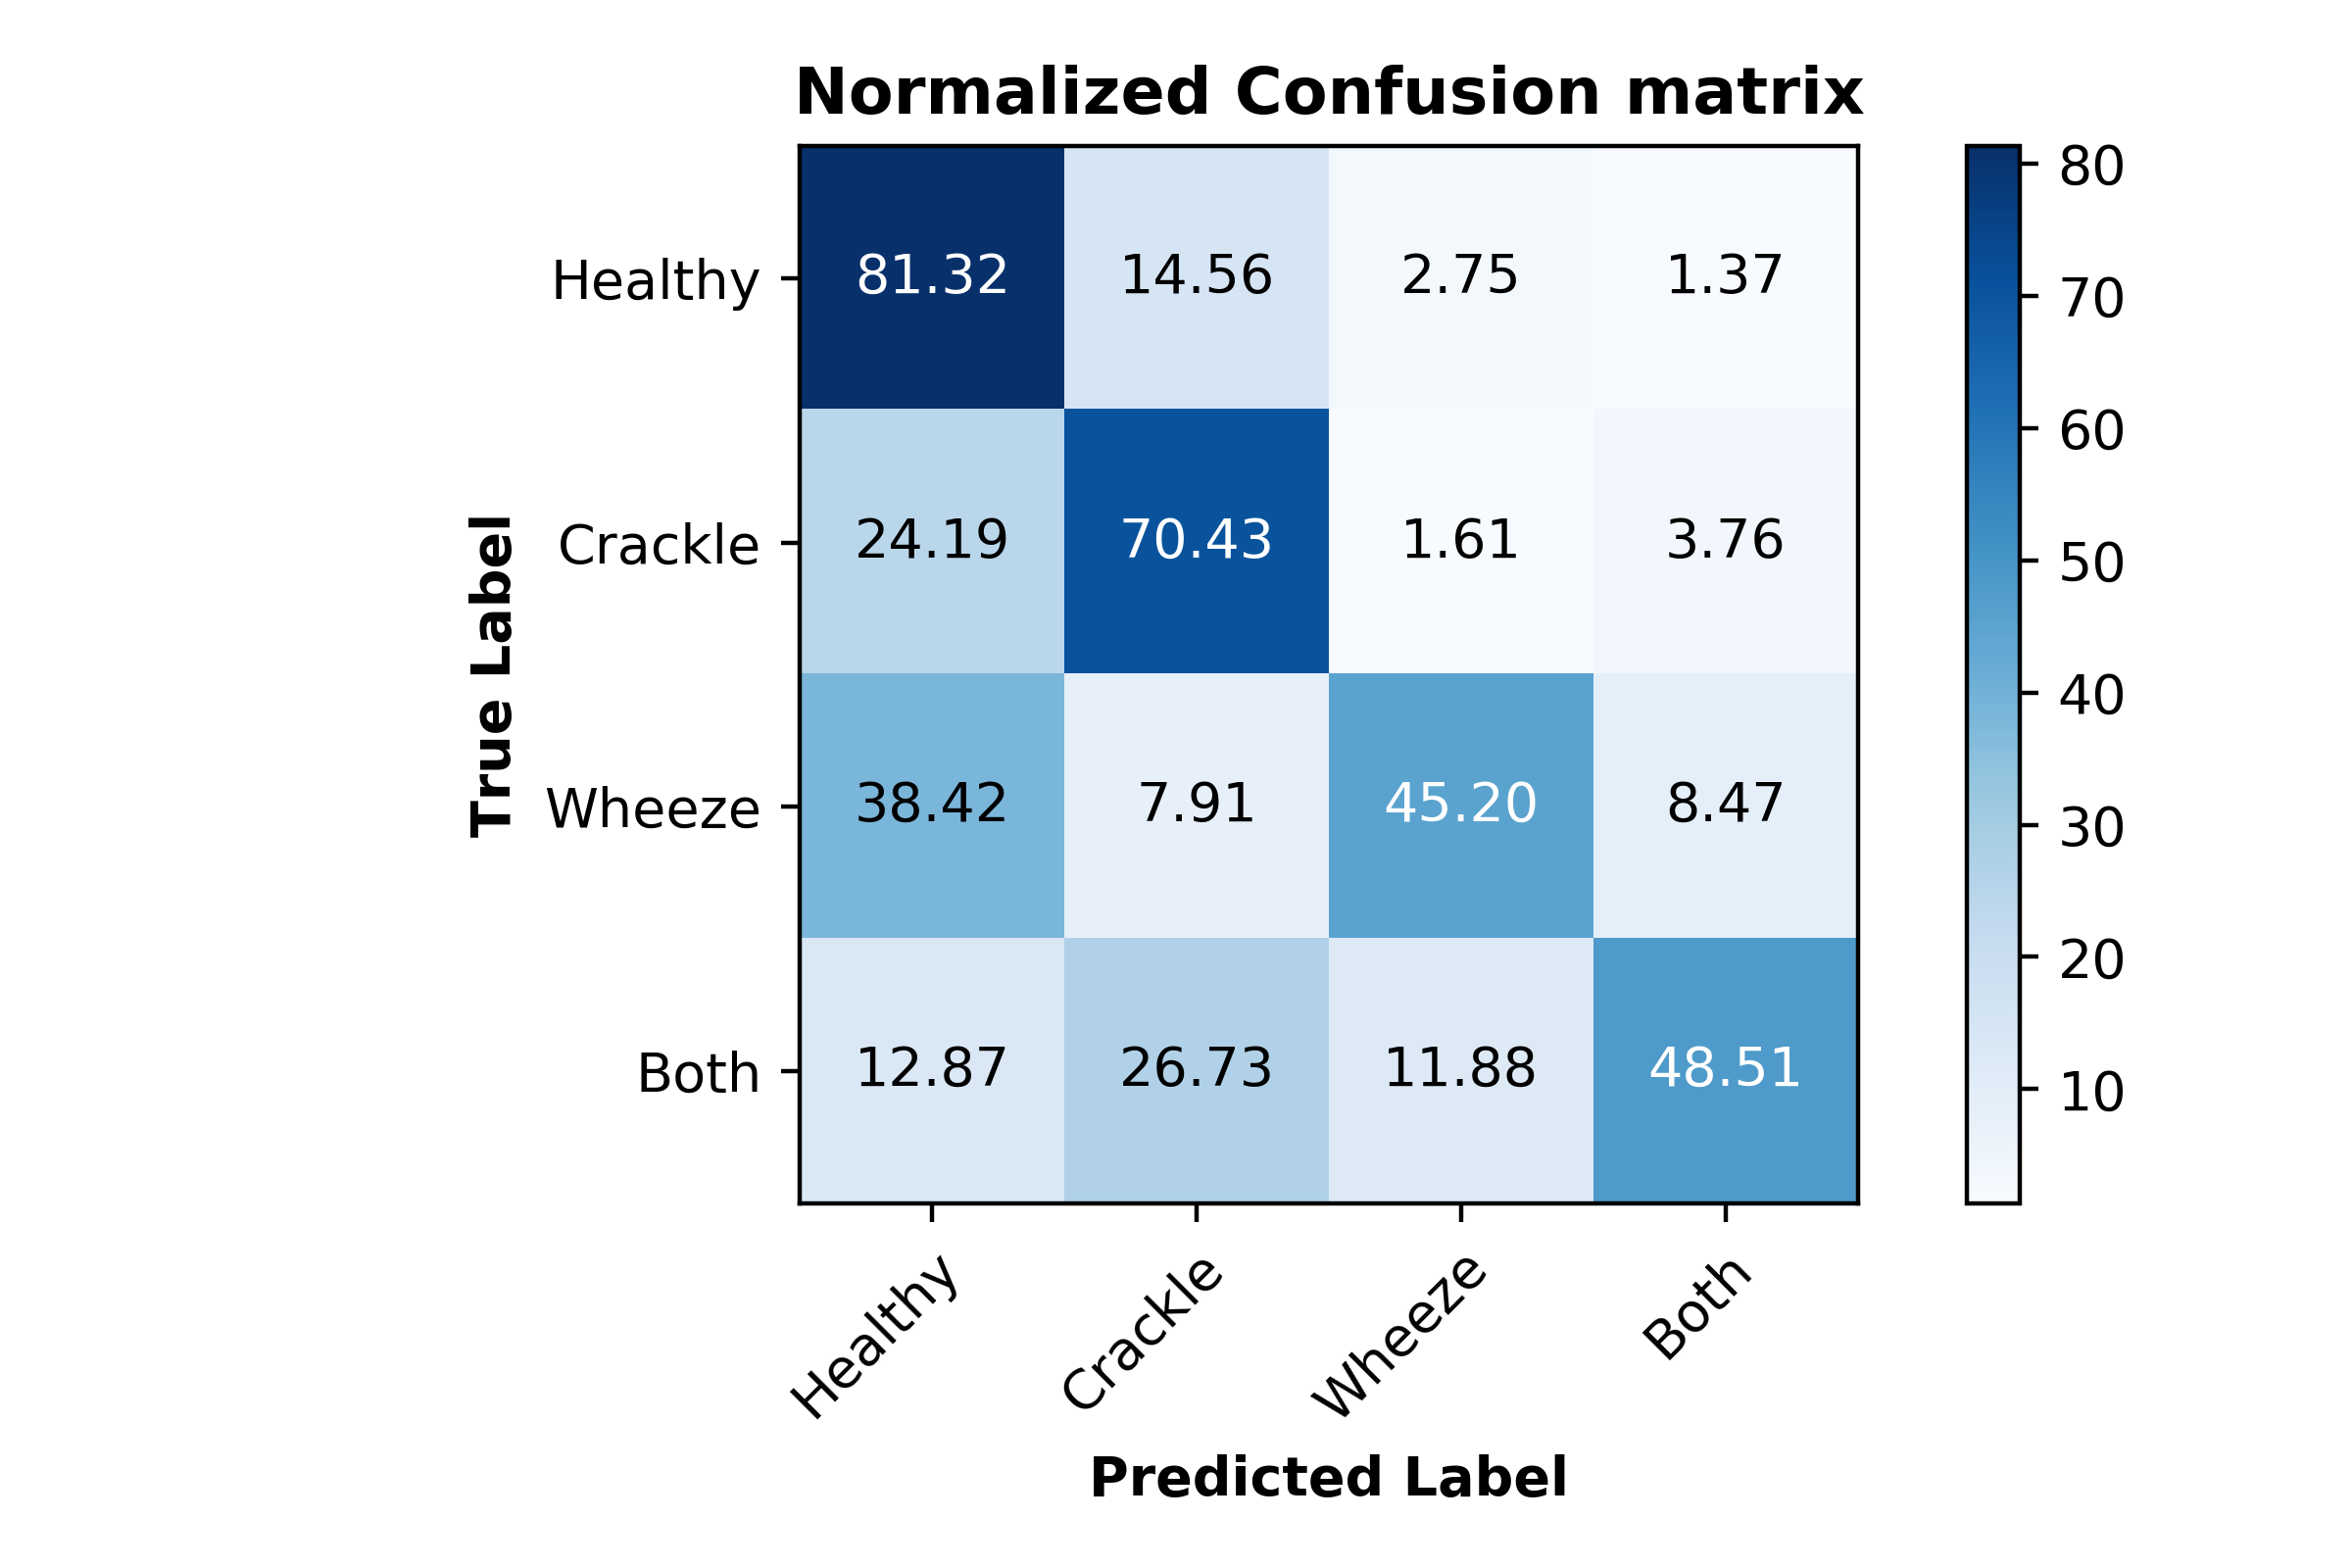 Normalized Confusion matrix
True Label
Healthy 81.32 14.56 2.75 1.37
Crackle 24.19 70.43 1.61 3.76
Wheeze 38.42 7.91 45.20 8.47
Both 12.87 26.73 11.88 48.51
Healthy Crackle Wheeze Both
Predicted Label
80
70
60
50
40
30
20
10